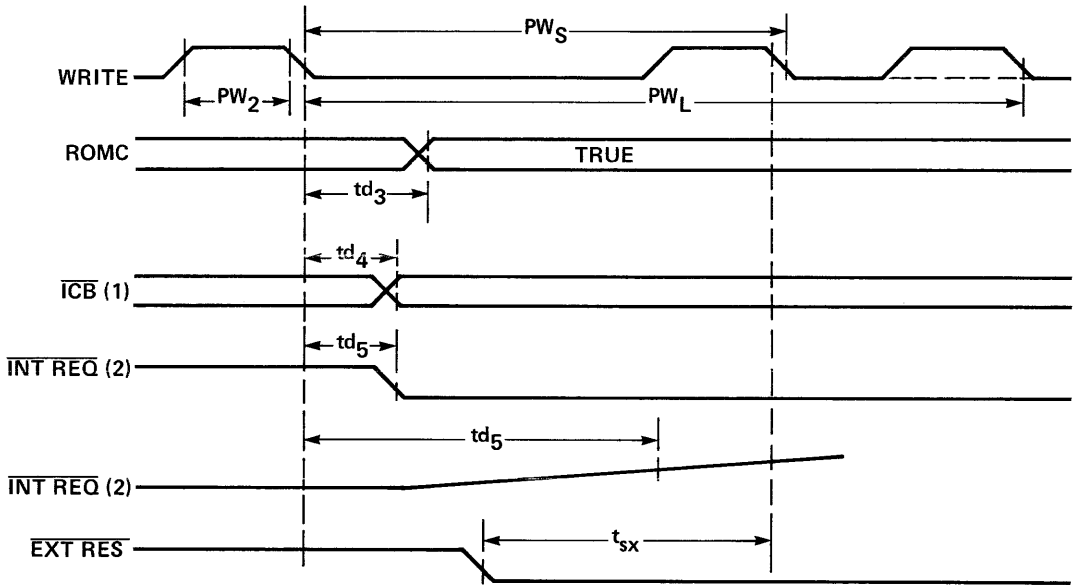 PWS
WRITE
PW2
PWL
ROMC
TRUE
td3
td4
ICB (1)
td5
INT REQ (2)
td5
INT REQ (2)
tsx
EXT RES